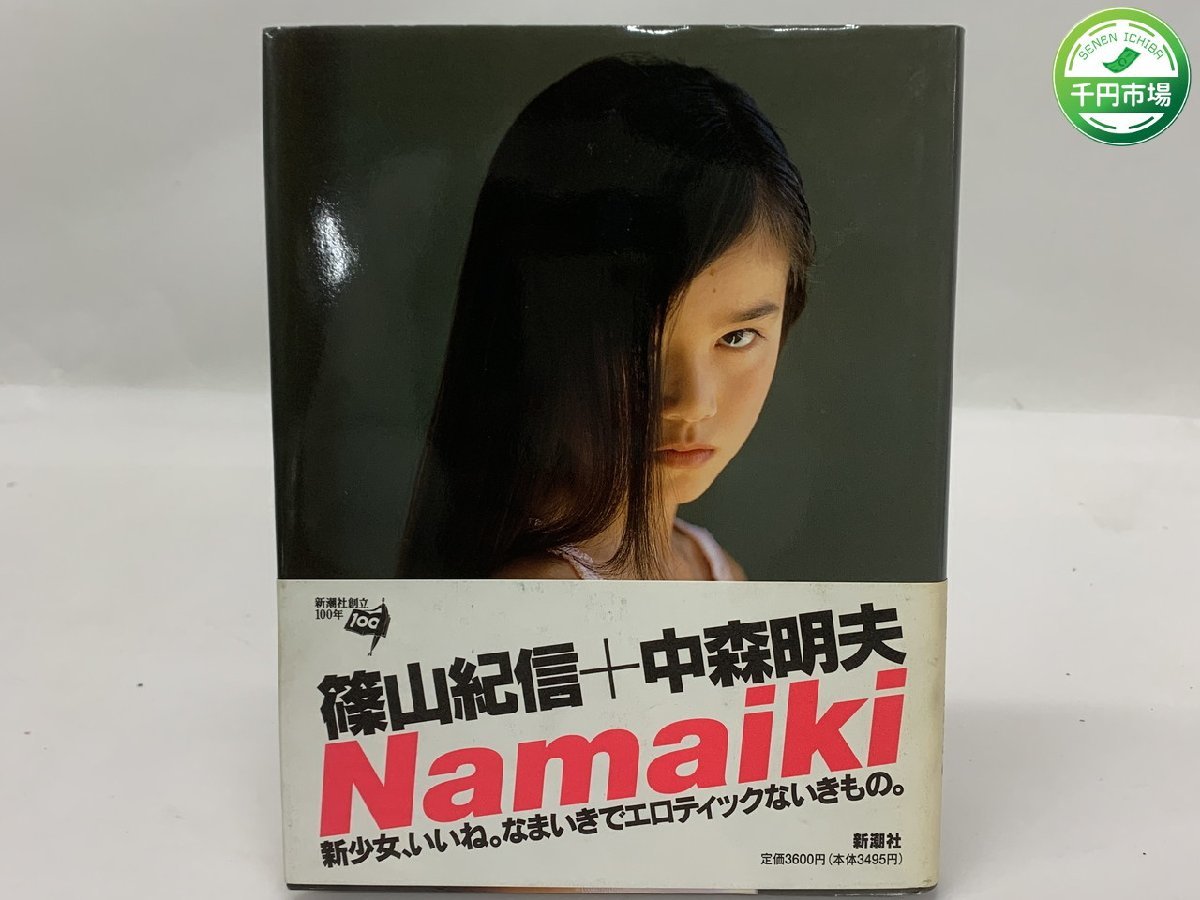 SENEN ICHIBA
千円市場
新潮社創立
100年
100
篠山紀信+中森明夫
Namaiki
新少女、いいね。なまいきでエロティックないきもの。
新潮社
定価3600円(本体3495円)